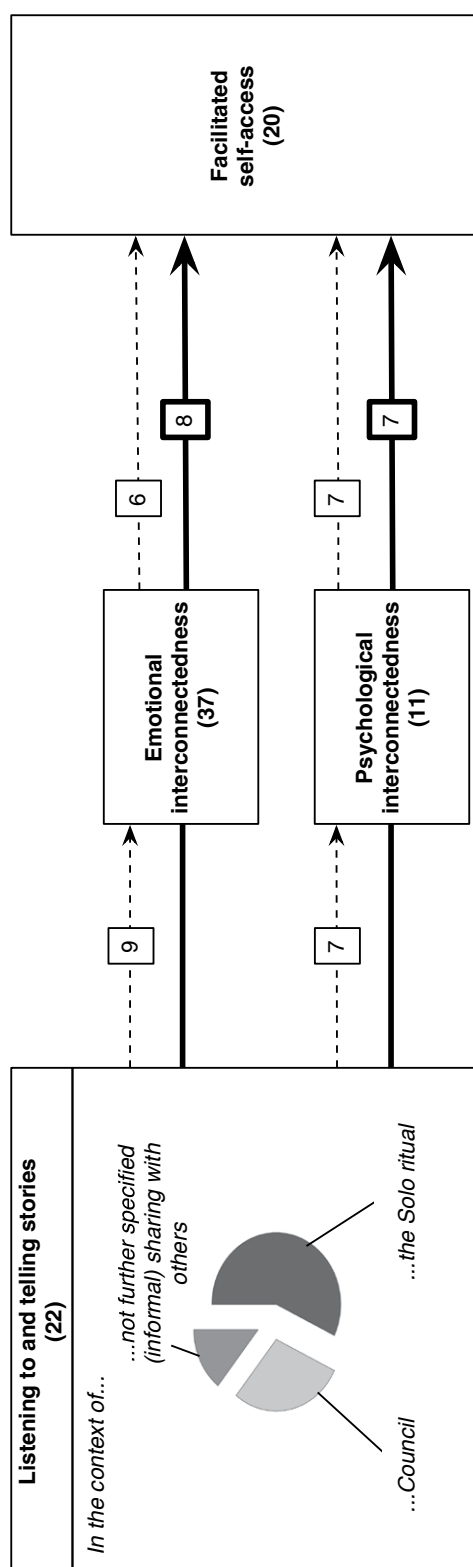 Listening to and telling stories
(22)
In the context of...
...not further specified
(informal) sharing with
others
...Council
...the Solo ritual
9
7
Emotional
interconnectedness
(37)
Psychological
interconnectedness
(11)
6
8
7
7
Facilitated
self-access
(20)